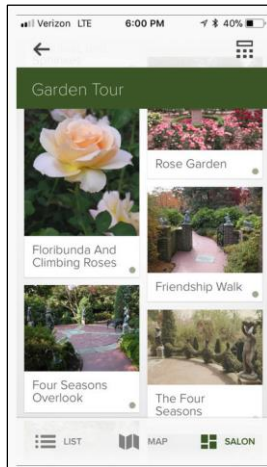 Verizon LTE 6:00 PM 40%
Garden Tour
Rose Garden
Floribunda And
Climbing Roses
Friendship Walk
Four Seasons
Overlook
The Four
Seasons
LIST MAP SALON